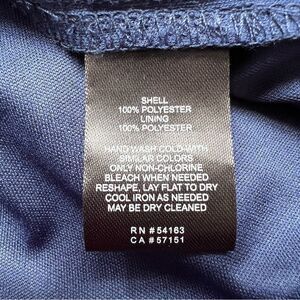 SHELL
100% POLYESTER
LINING
100% POLYESTER
HAND WASH COLD-WITH
SIMILAR COLORS
ONLY NON-CHLORINE
BLEACH WHEN NEEDED
RESHAPE, LAY FLAT TO DRY
COOL IRON AS NEEDED
MAY BE DRY CLEANED
RN #54163
CA #57151